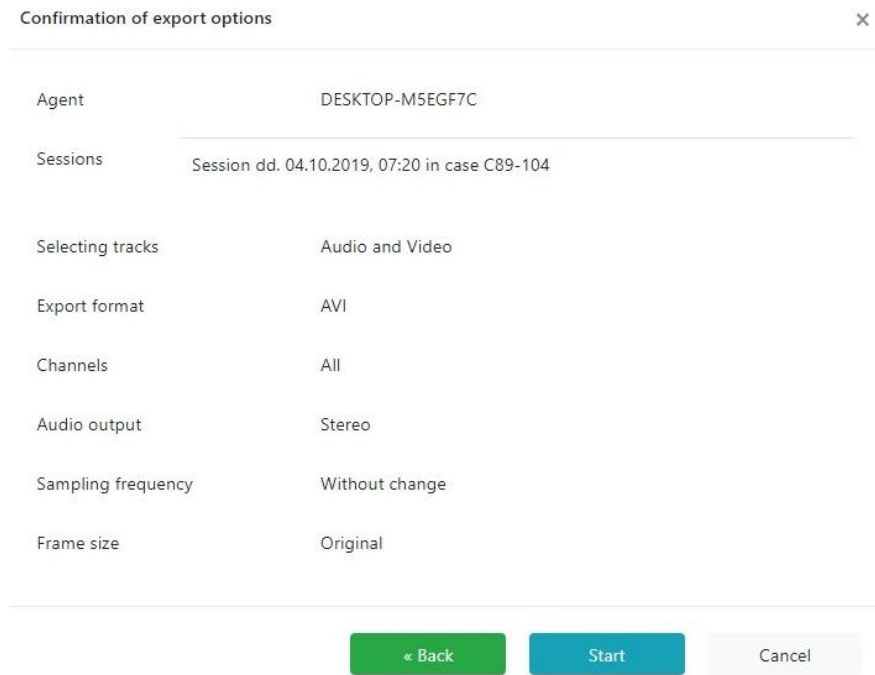 Confirmation of export options ×
Agent DESKTOP-M5EGF7C
Sessions Session dd. 04.10.2019, 07:20 in case C89-104
Selecting tracks Audio and Video
Export format AVI
Channels All
Audio output Stereo
Sampling frequency Without change
Frame size Original
« Back Start Cancel